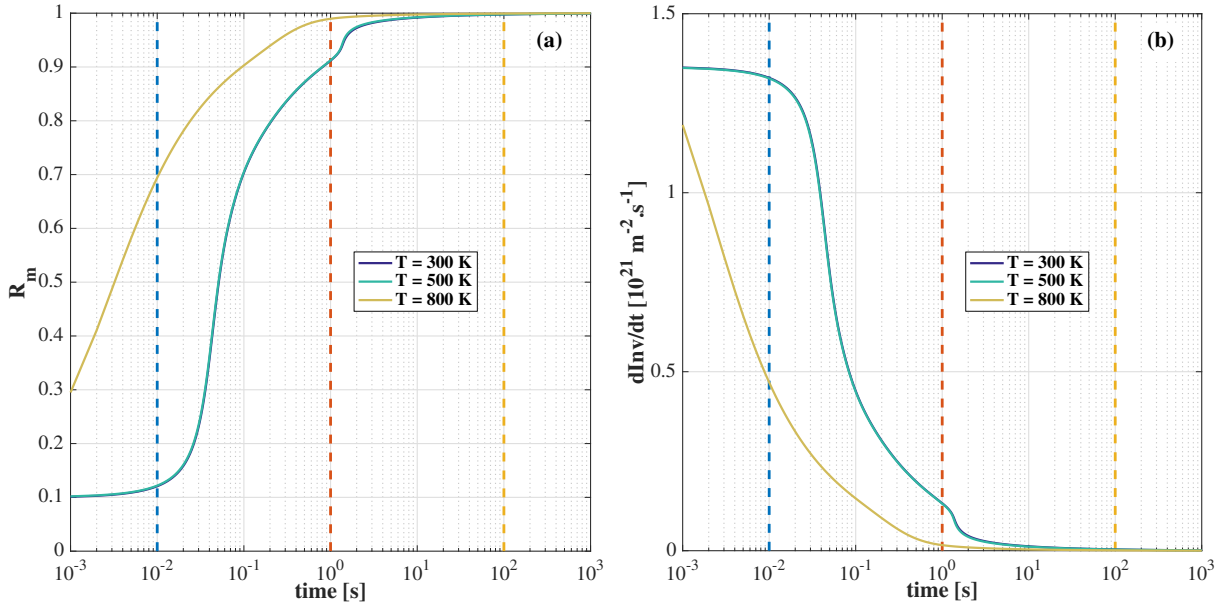 1
0.9
0.8
0.7
0.6
0.5
0.4
0.3
0.2
0.1
0
R_m
(a)
T = 300 K
T = 500 K
T = 800 K
10^-3 10^-2 10^-1 10^0 10^1 10^2 10^3
time [s]
1.5
1
0.5
0
dInv/dt [10^21 m^-2.s^-1]
(b)
T = 300 K
T = 500 K
T = 800 K
10^-3 10^-2 10^-1 10^0 10^1 10^2 10^3
time [s]